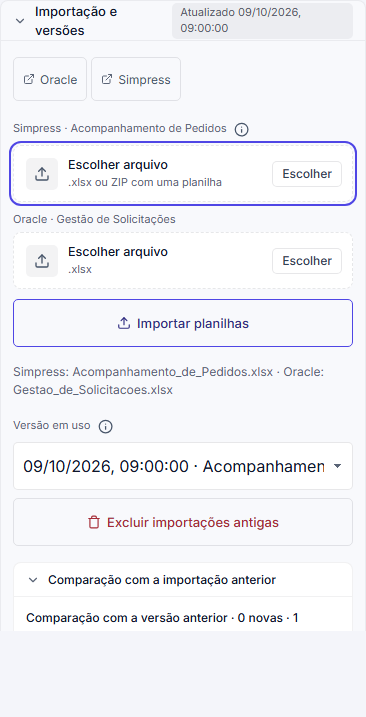 Importação e
versões
Atualizado 09/10/2026,
09:00:00
Oracle
Simpress
Simpress · Acompanhamento de Pedidos
Escolher arquivo
.xlsx ou ZIP com uma planilha
Escolher
Oracle · Gestão de Solicitações
Escolher arquivo
.xlsx
Escolher
Importar planilhas
Simpress: Acompanhamento_de_Pedidos.xlsx · Oracle:
Gestao_de_Solicitacoes.xlsx
Versão em uso
09/10/2026, 09:00:00 · Acompanhamen
Excluir importações antigas
Comparação com a importação anterior
Comparação com a versão anterior · 0 novas · 1